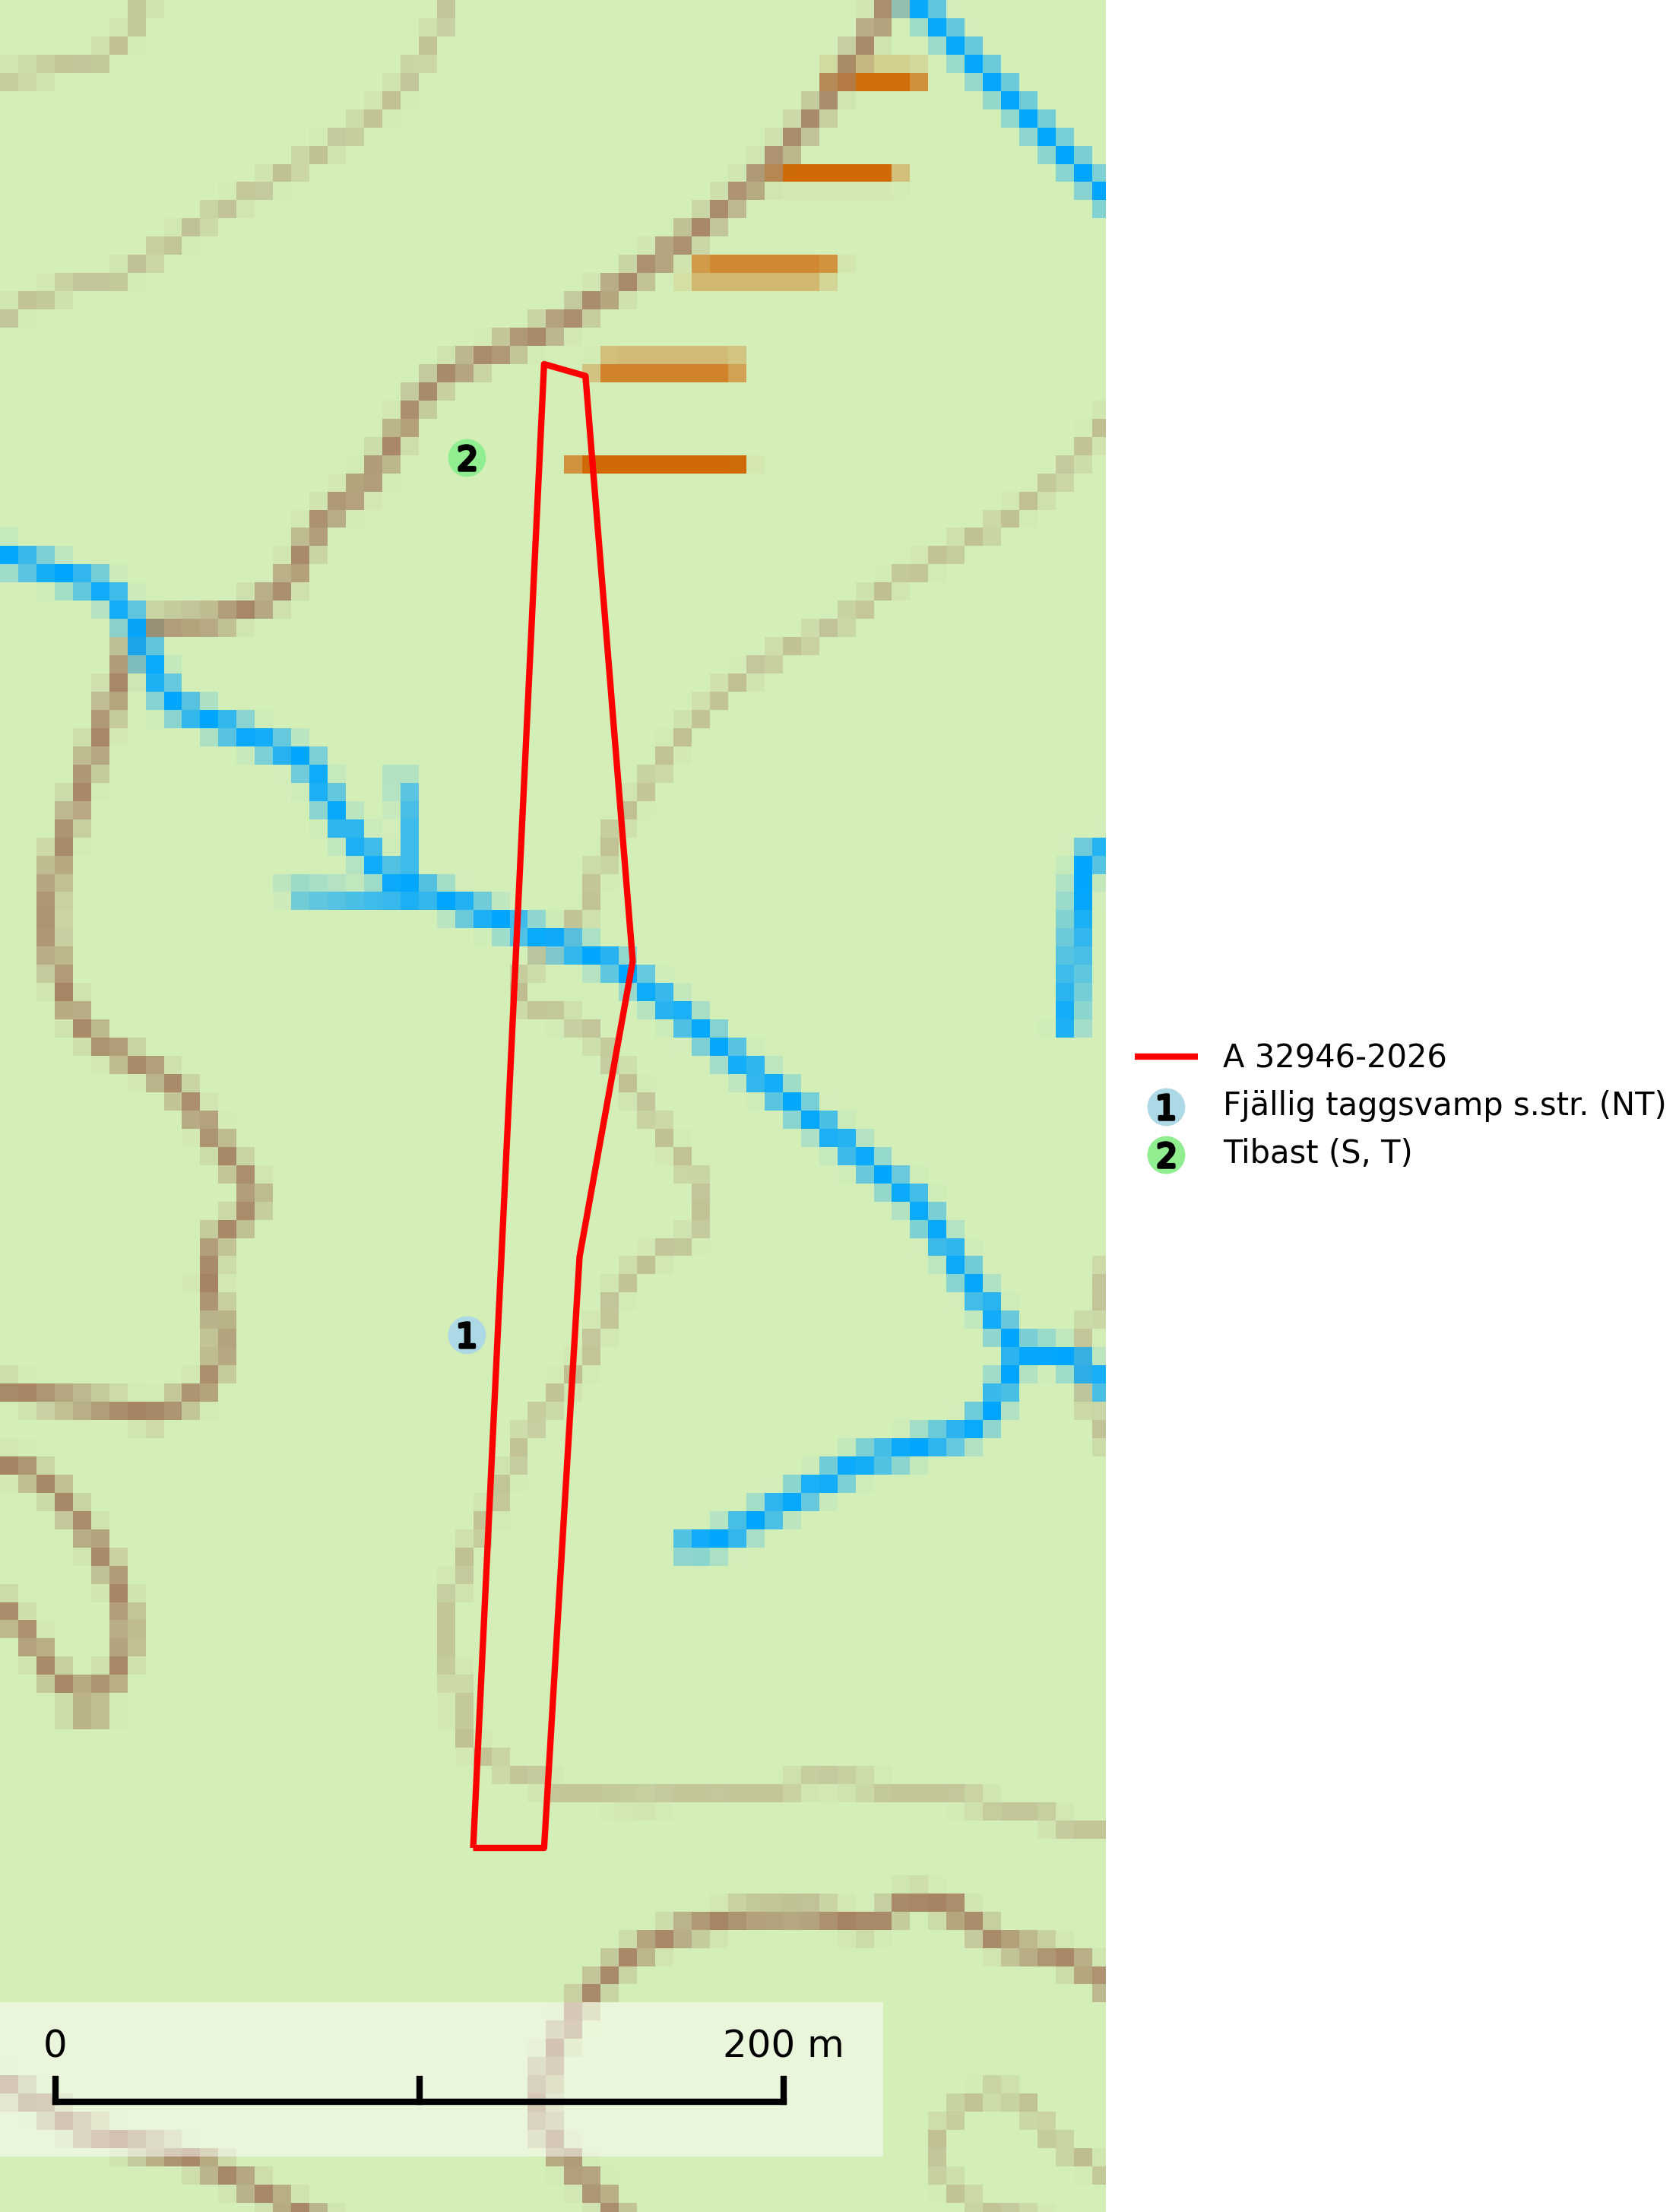 2
1
A 32946-2026
1 Fjällig taggsvamp s.str. (NT)
2 Tibast (S, T)
0 200 m